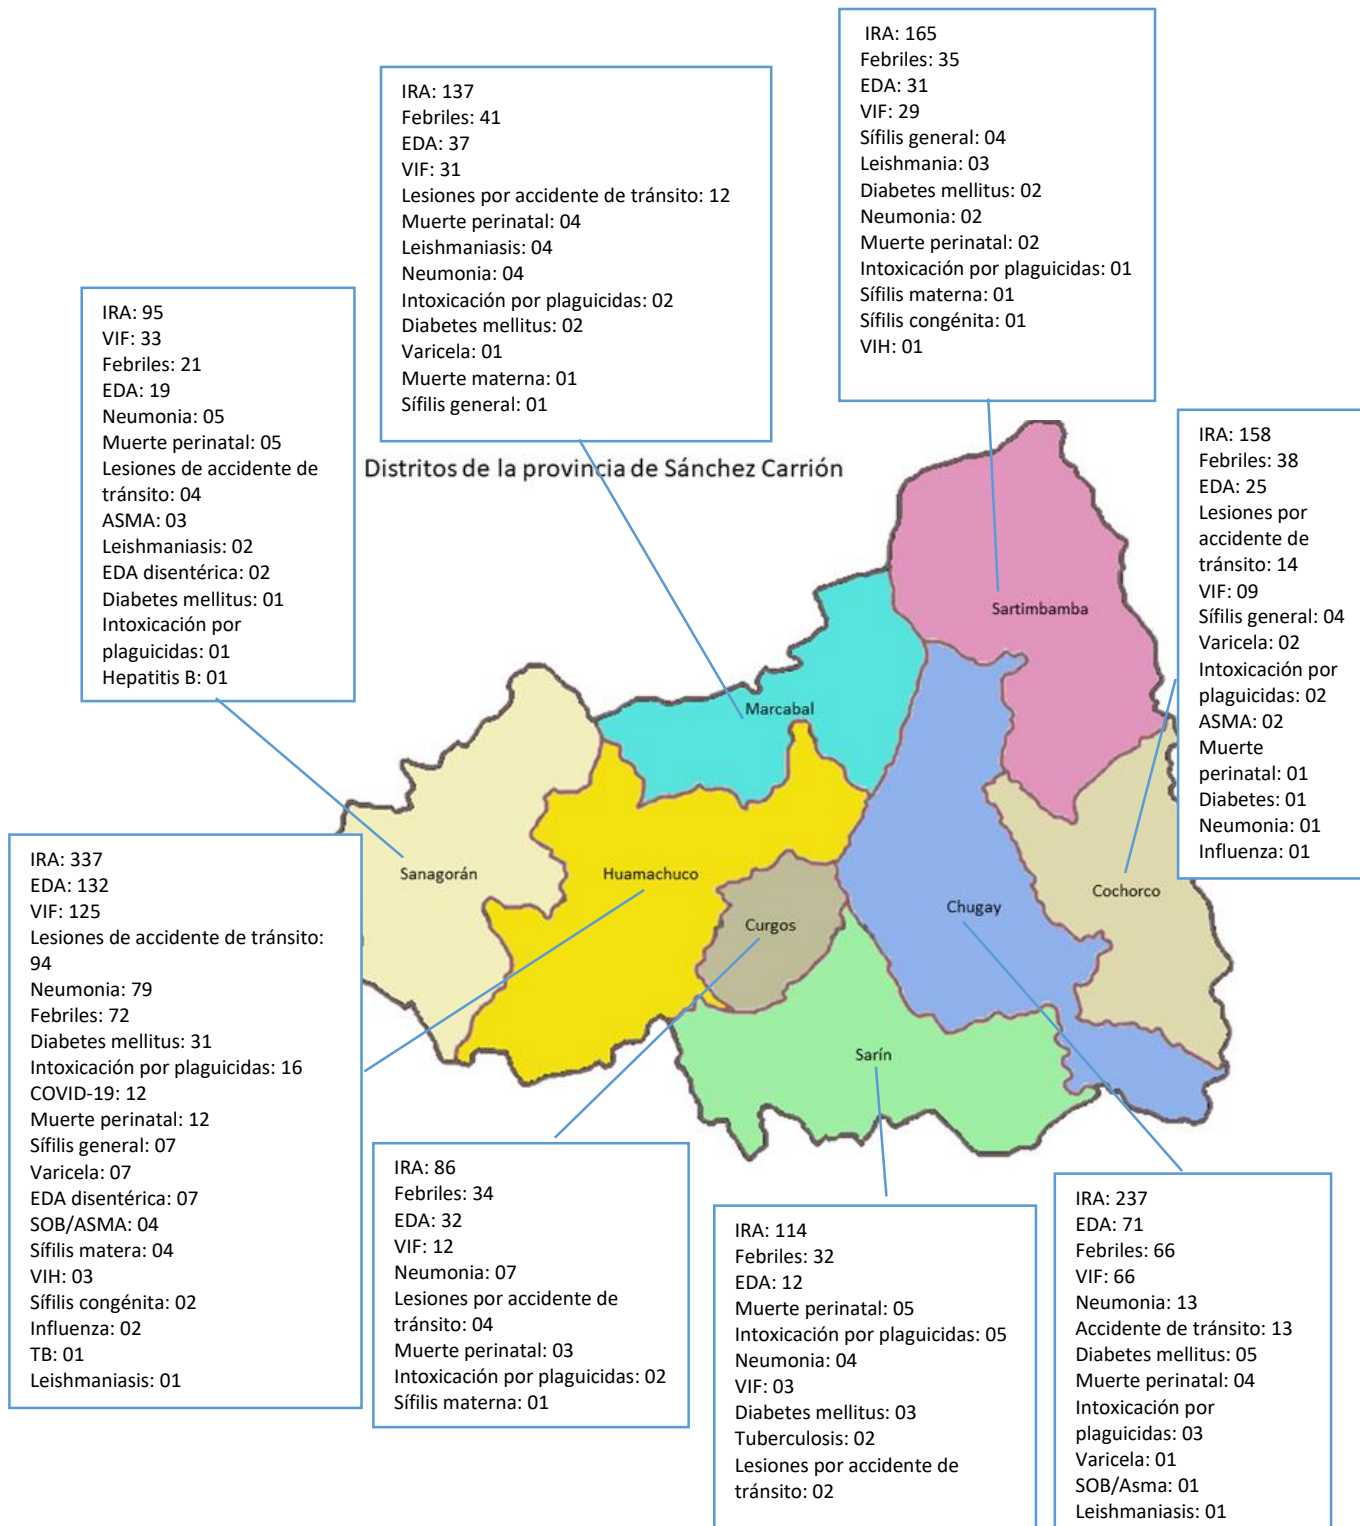 IRA: 165
Febriles: 35
EDA: 31
VIF: 29
Sífilis general: 04
Leishmania: 03
Diabetes mellitus: 02
Neumonia: 02
Muerte perinatal: 02
Intoxicación por plaguicidas: 01
Sífilis materna: 01
Sífilis congénita: 01
VIH: 01
IRA: 137
Febriles: 41
EDA: 37
VIF: 31
Lesiones por accidente de tránsito: 12
Muerte perinatal: 04
Leishmaniasis: 04
Neumonia: 04
Intoxicación por plaguicidas: 02
Diabetes mellitus: 02
Varicela: 01
Muerte materna: 01
Sífilis general: 01
IRA: 95
VIF: 33
Febriles: 21
EDA: 19
Neumonia: 05
Muerte perinatal: 05
Lesiones de accidente de
tránsito: 04
ASMA: 03
Leishmaniasis: 02
EDA disentérica: 02
Diabetes mellitus: 01
Intoxicación por
plaguicidas: 01
Hepatitis B: 01
Distritos de la provincia de Sánchez Carrión
IRA: 158
Febriles: 38
EDA: 25
Lesiones por
accidente de
tránsito: 14
VIF: 09
Sífilis general: 04
Varicela: 02
Intoxicación por
plaguicidas: 02
ASMA: 02
Muerte
perinatal: 01
Diabetes: 01
Neumonia: 01
Influenza: 01
Sartimbamba
Marcabal
Sanagorán
Huamachuco
Curgos
Chugay
Cochorco
Sarín
IRA: 337
EDA: 132
VIF: 125
Lesiones de accidente de tránsito:
94
Neumonia: 79
Febriles: 72
Diabetes mellitus: 31
Intoxicación por plaguicidas: 16
COVID-19: 12
Muerte perinatal: 12
Sífilis general: 07
Varicela: 07
EDA disentérica: 07
SOB/ASMA: 04
Sífilis matera: 04
VIH: 03
Sífilis congénita: 02
Influenza: 02
TB: 01
Leishmaniasis: 01
IRA: 86
Febriles: 34
EDA: 32
VIF: 12
Neumonia: 07
Lesiones por accidente de
tránsito: 04
Muerte perinatal: 03
Intoxicación por plaguicidas: 02
Sífilis materna: 01
IRA: 114
Febriles: 32
EDA: 12
Muerte perinatal: 05
Intoxicación por plaguicidas: 05
Neumonia: 04
VIF: 03
Diabetes mellitus: 03
Tuberculosis: 02
Lesiones por accidente de
tránsito: 02
IRA: 237
EDA: 71
Febriles: 66
VIF: 66
Neumonia: 13
Accidente de tránsito: 13
Diabetes mellitus: 05
Muerte perinatal: 04
Intoxicación por
plaguicidas: 03
Varicela: 01
SOB/Asma: 01
Leishmaniasis: 01